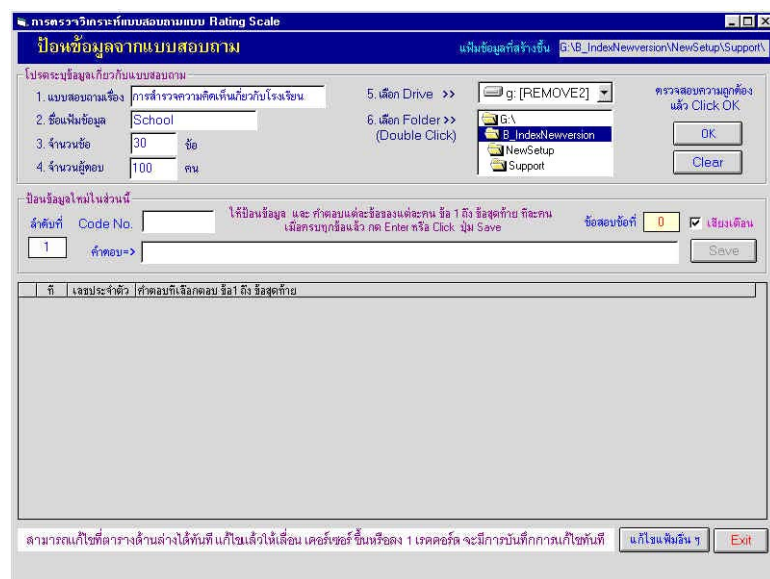 การตรวจวิเคราะห์แบบสอบถามแบบ Rating Scale
ป้อนข้อมูลจากแบบสอบถาม
แฟ้มข้อมูลที่สร้างขึ้น G:\B_IndexNewversion\NewSetup\Support\
โปรดระบุข้อมูลเกี่ยวกับแบบสอบถาม
1. แบบสอบถามเรื่อง การสำรวจความคิดเห็นเกี่ยวกับโรงเรียน
2. ชื่อแฟ้มข้อมูล School
3. จำนวนข้อ 30 ข้อ
4. จำนวนผู้ตอบ 100 คน
5. เลือก Drive >> g: [REMOVE2]
6. เลือก Folder >>
(Double Click)
G:\
B_IndexNewversion
NewSetup
Support
ตรวจสอบความถูกต้อง
แล้ว Click OK
OK
Clear
ป้อนข้อมูลใหม่ในส่วนนี้
ลำดับที่ Code No.
ให้ป้อนข้อมูล และ คำตอบแต่ละข้อของแต่ละคน ข้อ 1 ถึง ข้อสุดท้าย ทีละคน
เมื่อครบทุกข้อแล้ว กด Enter หรือ Click ปุ่ม Save
ข้อสอบข้อที่ 0 เสียงเตือน
1 คำตอบ=> Save
ที่ เลขประจำตัว คำตอบที่เลือกตอบ ข้อ1 ถึง ข้อสุดท้าย
สามารถแก้ไขที่ตารางด้านล่างได้ทันที แก้ไขแล้วให้เลื่อน เคอร์เซอร์ ขึ้นหรือลง 1 เรคคอร์ด จะมีการบันทึกการแก้ไขทันที
แก้ไขแฟ้มอื่น ๆ Exit